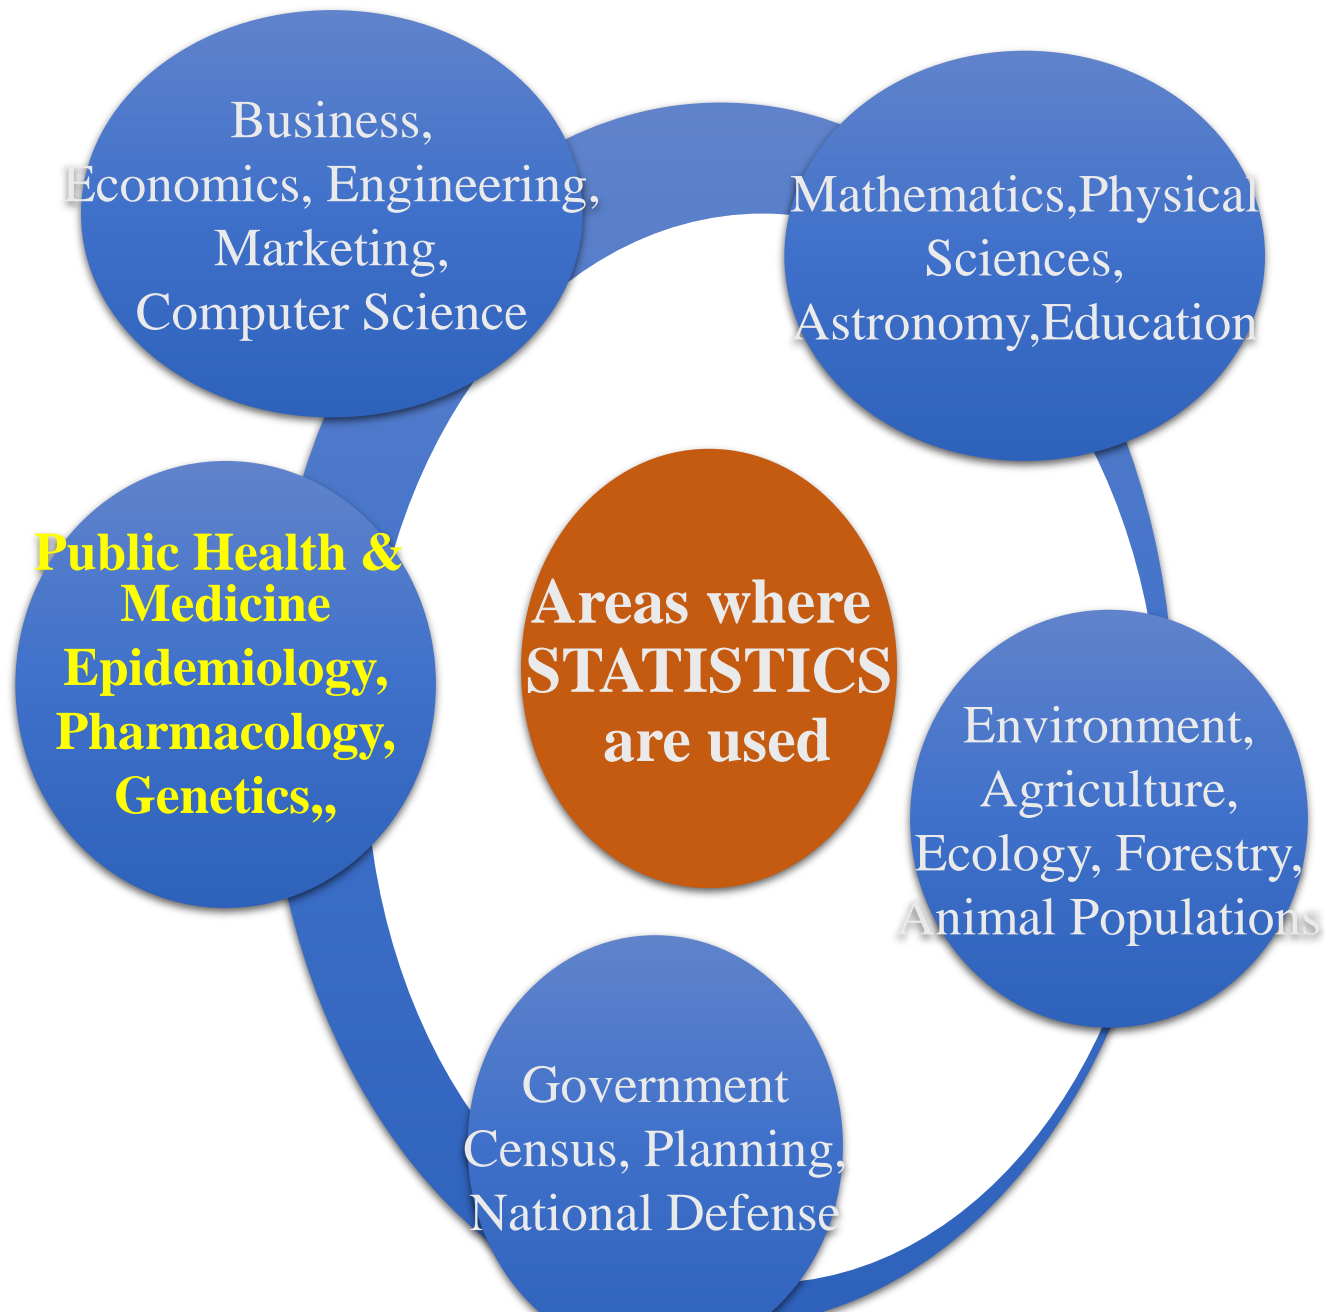 Business,
Economics, Engineering,
Marketing,
Computer Science
Mathematics,Physical
Sciences,
Astronomy,Education
Public Health &
Medicine
Epidemiology,
Pharmacology,
Genetics,,
Areas where
STATISTICS
are used
Environment,
Agriculture,
Ecology, Forestry,
Animal Populations
Government
Census, Planning,
National Defense